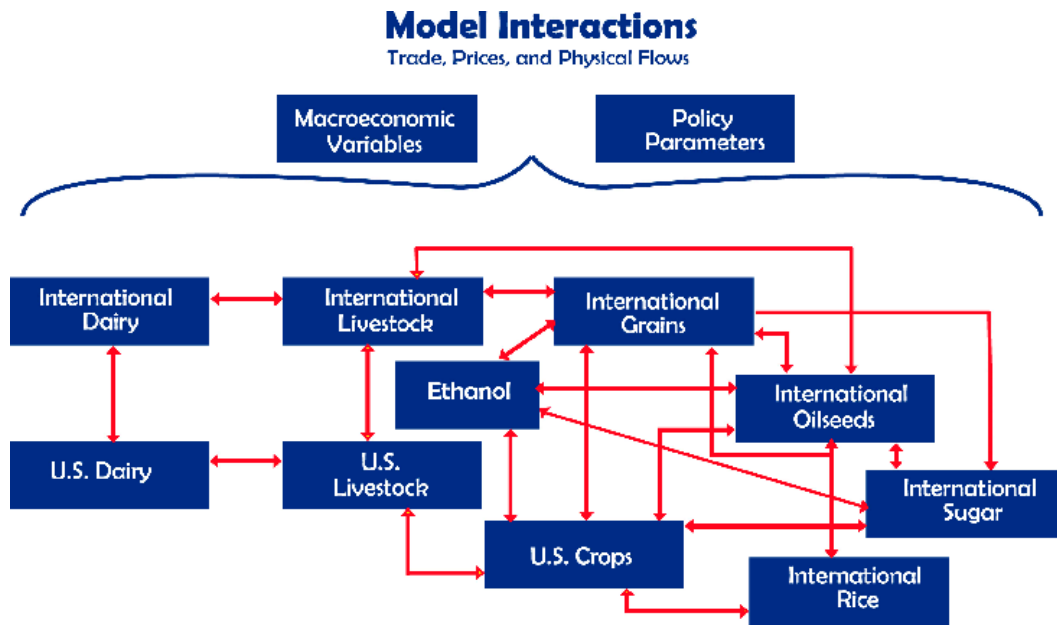 Model Interactions
Trade, Prices, and Physical Flows
Macroeconomic
Variables
Policy
Parameters
International
Dairy
International
Livestock
International
Grains
Ethanol
International
Oilseeds
U.S. Dairy
U.S.
Livestock
International
Sugar
U.S. Crops
International
Rice